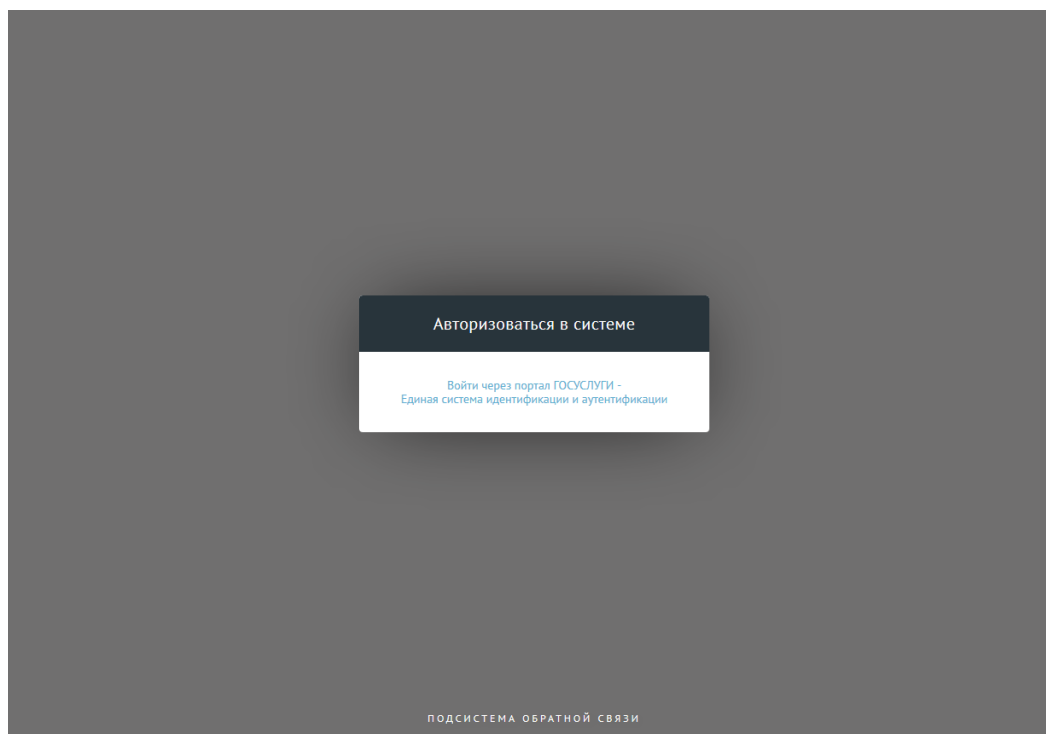 Авторизоваться в системе
Войти через портал ГОСУСЛУГИ -
Единая система идентификации и аутентификации
ПОДСИСТЕМА ОБРАТНОЙ СВЯЗИ